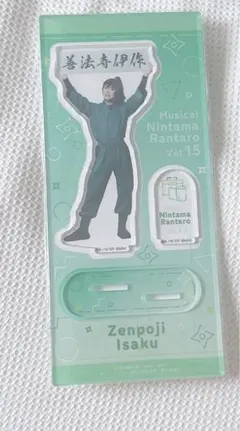 善法寺伊作
Musical
Nintama
Rantaro
Vol.15
Nintama
Rantaro
Zenpoji
Isaku